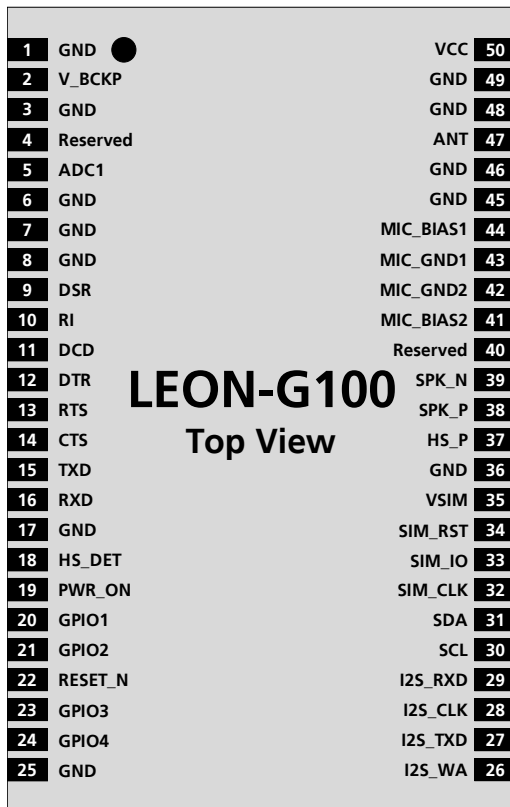 1 GND VCC 50
2 V_BCKP GND 49
3 GND GND 48
4 Reserved ANT 47
5 ADC1 GND 46
6 GND GND 45
7 GND MIC_BIAS1 44
8 GND MIC_GND1 43
9 DSR MIC_GND2 42
10 RI MIC_BIAS2 41
11 DCD Reserved 40
12 DTR SPK_N 39
13 RTS SPK_P 38
14 CTS HS_P 37
15 TXD GND 36
16 RXD VSIM 35
17 GND SIM_RST 34
18 HS_DET SIM_IO 33
19 PWR_ON SIM_CLK 32
20 GPIO1 SDA 31
21 GPIO2 SCL 30
22 RESET_N I2S_RXD 29
23 GPIO3 I2S_CLK 28
24 GPIO4 I2S_TXD 27
25 GND I2S_WA 26
LEON-G100
Top View